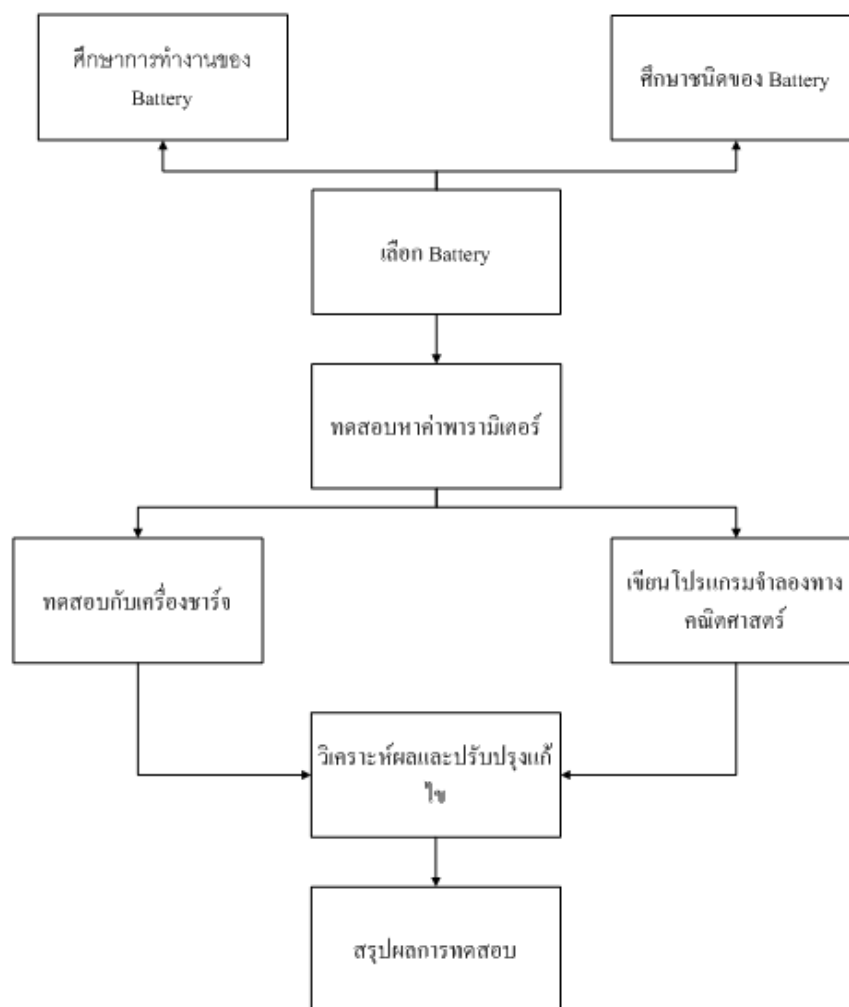 ศึกษาการทำงานของ
Battery
ศึกษาชนิดของ Battery
เลือก Battery
ทดสอบหาค่าพารามิเตอร์
ทดสอบกับเครื่องชาร์จ
เขียนโปรแกรมจำลองทาง
คณิตศาสตร์
วิเคราะห์ผลและปรับปรุงแก้
ไข
สรุปผลการทดสอบ